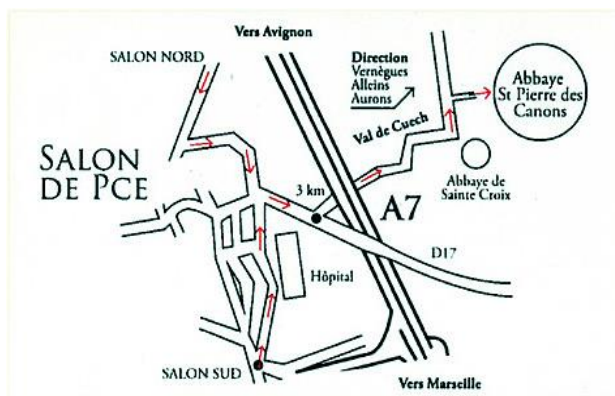 Vers Avignon
SALON NORD
Direction
Vernègues
Alleins
Aurons
Abbaye
St Pierre des
Canons
Val de Cuech
SALON
DE PCE
3 km
A7
Abbaye de
Sainte Croix
D17
Hôpital
SALON SUD
Vers Marseille